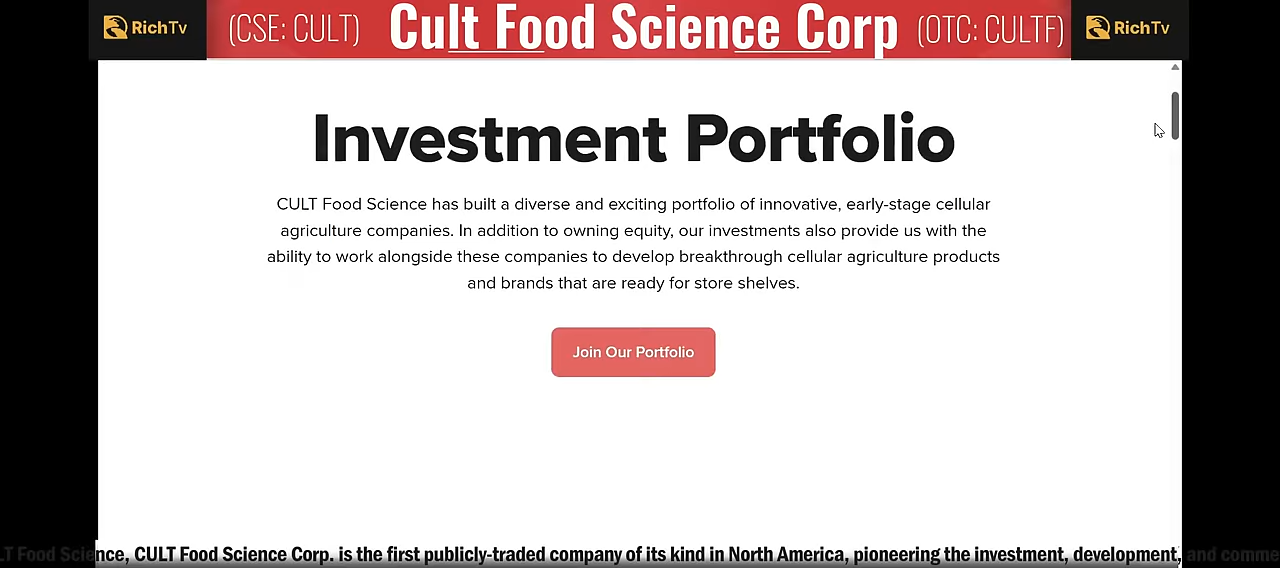 RichTv (CSE: CULT) Cult Food Science Corp (OTC: CULTF) RichTv
Investment Portfolio
CULT Food Science has built a diverse and exciting portfolio of innovative, early-stage cellular
agriculture companies. In addition to owning equity, our investments also provide us with the
ability to work alongside these companies to develop breakthrough cellular agriculture products
and brands that are ready for store shelves.
Join Our Portfolio
LT Food Science, CULT Food Science Corp. is the first publicly-traded company of its kind in North America, pioneering the investment, development, and comme